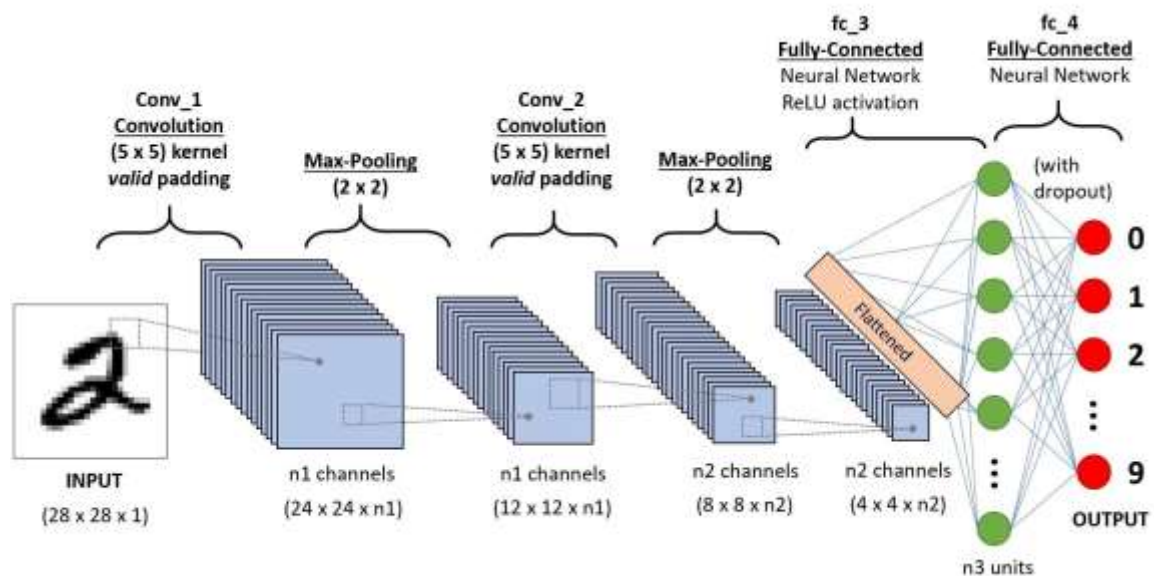 Conv_1
Convolution
(5 x 5) kernel
valid padding
Max-Pooling
(2 x 2)
Conv_2
Convolution
(5 x 5) kernel
valid padding
Max-Pooling
(2 x 2)
fc_3
Fully-Connected
Neural Network
ReLU activation
fc_4
Fully-Connected
Neural Network
(with
dropout)
2
Flattened
0
1
2
9
INPUT
(28 x 28 x 1)
n1 channels
(24 x 24 x n1)
n1 channels
(12 x 12 x n1)
n2 channels
(8 x 8 x n2)
n2 channels
(4 x 4 x n2)
n3 units
OUTPUT